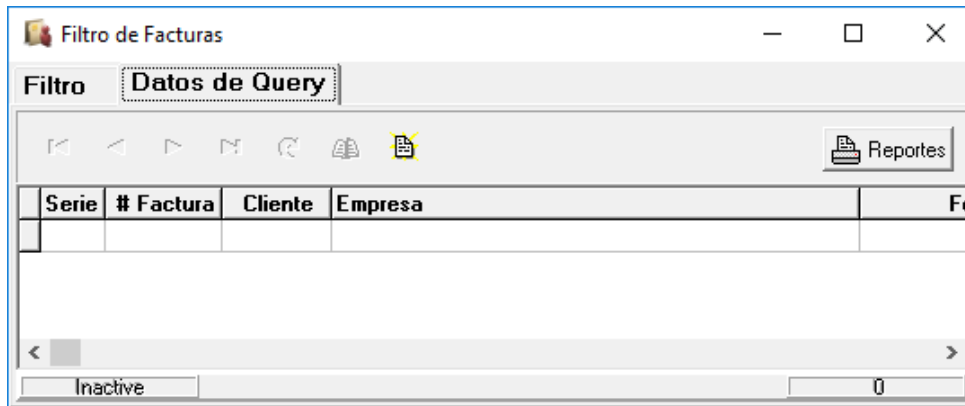 Filtro de Facturas
Filtro Datos de Query
Reportes
Serie # Factura Cliente Empresa
Inactive 0